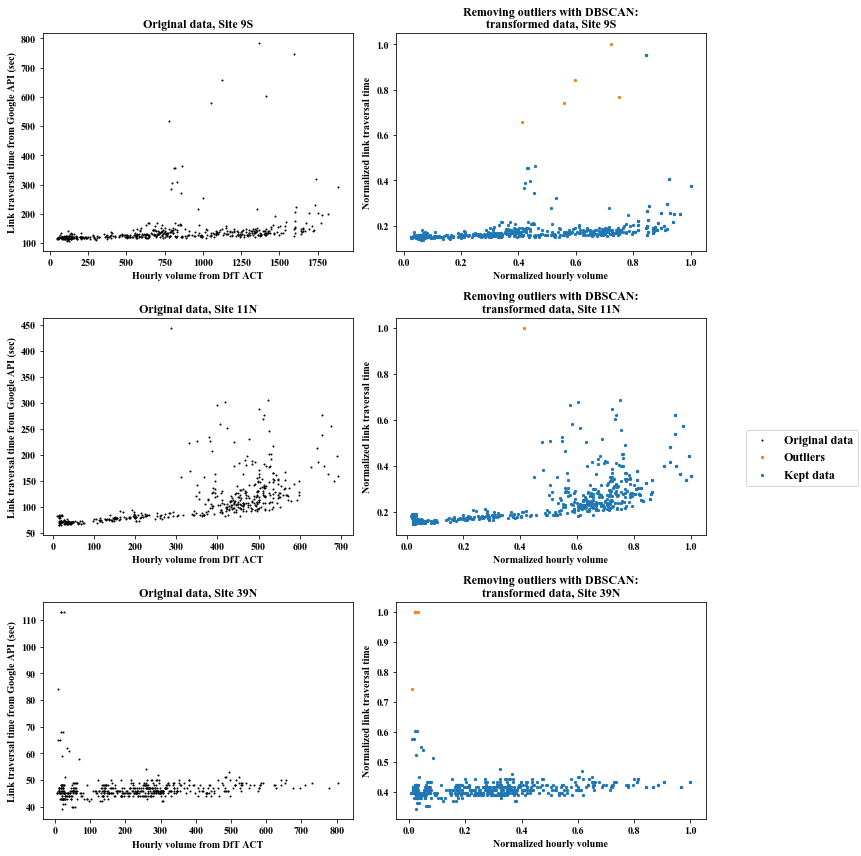 Original data, Site 9S
Link traversal time from Google API (sec)
800
700
600
500
400
300
200
100
0 250 500 750 1000 1250 1500 1750
Hourly volume from DfT ACT
Removing outliers with DBSCAN:
transformed data, Site 9S
Normalized link traversal time
1.0
0.8
0.6
0.4
0.2
0.0 0.2 0.4 0.6 0.8 1.0
Normalized hourly volume
Original data, Site 11N
Link traversal time from Google API (sec)
450
400
350
300
250
200
150
100
50
0 100 200 300 400 500 600 700
Hourly volume from DfT ACT
Removing outliers with DBSCAN:
transformed data, Site 11N
Normalized link traversal time
1.0
0.8
0.6
0.4
0.2
0.0 0.2 0.4 0.6 0.8 1.0
Normalized hourly volume
Original data
Outliers
Kept data
Original data, Site 39N
Link traversal time from Google API (sec)
110
100
90
80
70
60
50
40
0 100 200 300 400 500 600 700 800
Hourly volume from DfT ACT
Removing outliers with DBSCAN:
transformed data, Site 39N
Normalized link traversal time
1.0
0.9
0.8
0.7
0.6
0.5
0.4
0.0 0.2 0.4 0.6 0.8 1.0
Normalized hourly volume